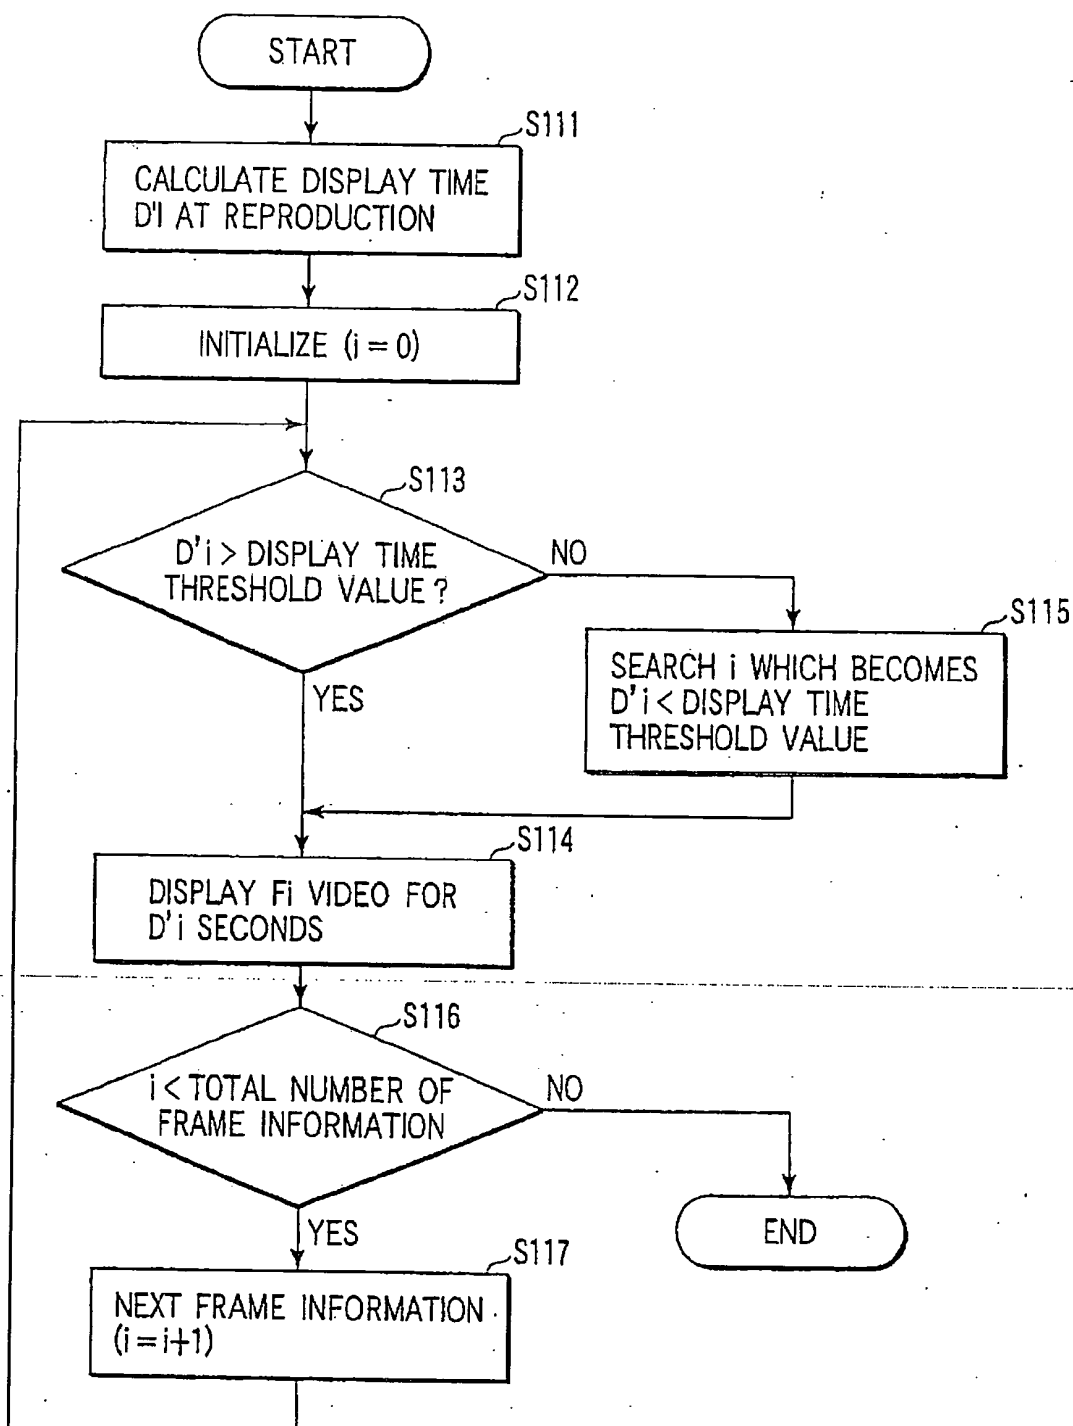 START
S111
CALCULATE DISPLAY TIME
D'I AT REPRODUCTION
S112
INITIALIZE (i = 0)
S113
D'i > DISPLAY TIME
THRESHOLD VALUE ?
NO
YES
S115
SEARCH i WHICH BECOMES
D'i < DISPLAY TIME
THRESHOLD VALUE
S114
DISPLAY Fi VIDEO FOR
D'i SECONDS
S116
i < TOTAL NUMBER OF
FRAME INFORMATION
NO
YES
END
S117
NEXT FRAME INFORMATION
(i = i+1)